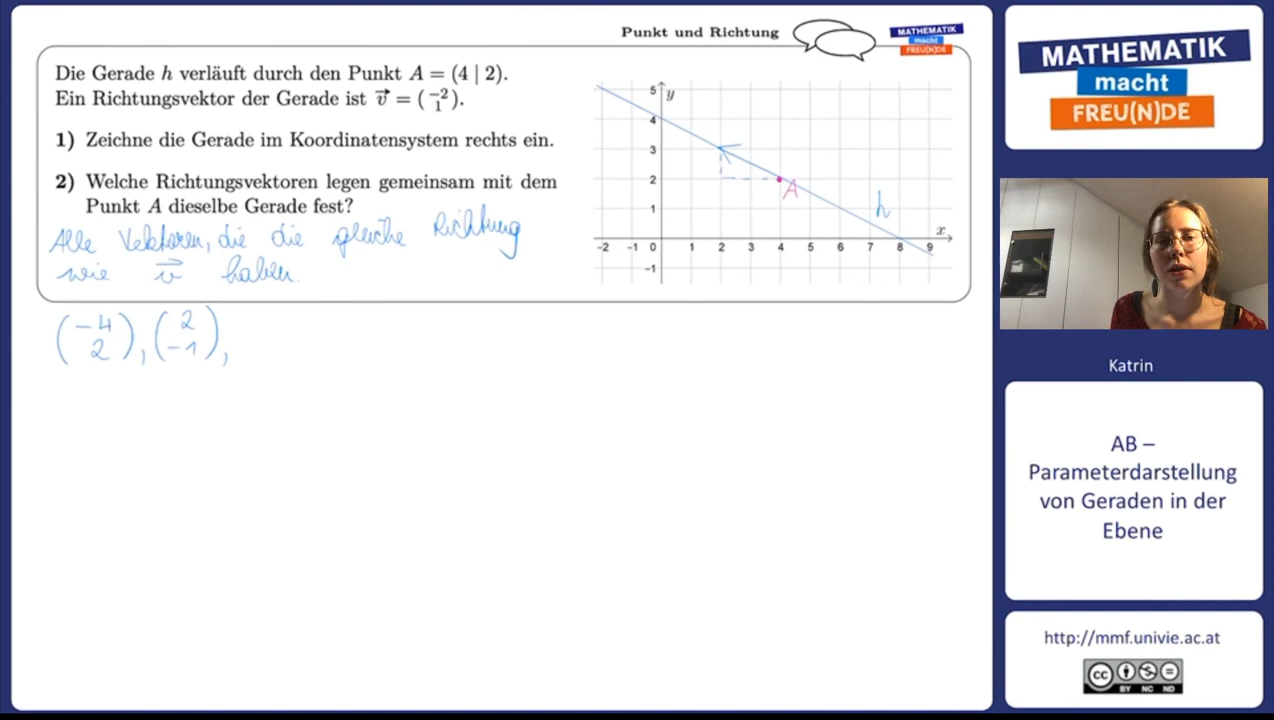 Punkt und Richtung
MATHEMATIK
macht
FREU(N)DE
Die Gerade h verläuft durch den Punkt A = (4 | 2).
Ein Richtungsvektor der Gerade ist v⃗ = (−2 1).
1) Zeichne die Gerade im Koordinatensystem rechts ein.
2) Welche Richtungsvektoren legen gemeinsam mit dem
Punkt A dieselbe Gerade fest?
Alle Vektoren, die die gleiche Richtung
wie v⃗ haben.
(−4 2), (2 −1),
y
5
4
3
2
1
-1
-2 -1 0 1 2 3 4 5 6 7 8 9
x
A
h
MATHEMATIK
macht
FREU(N)DE
Katrin
AB –
Parameterdarstellung
von Geraden in der
Ebene
http://mmf.univie.ac.at
cc
BY NC ND